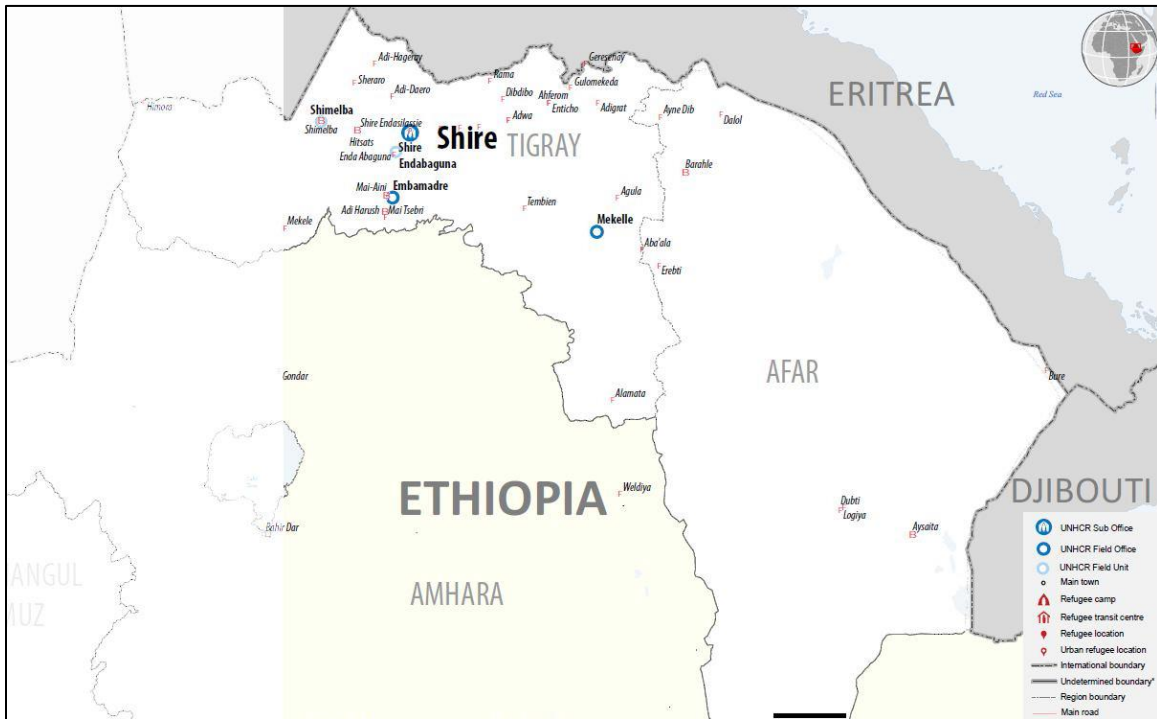 Adi-Hageray
Geresenay
Sheraro
Rama
Gulomekeda
ERITREA
Adi-Daero
Dibdibo
Ahferom
Red Sea
Shimelba
Entichо
Adigrat
Ayne Dib
Dalol
Shimelba
Shire Endasilassie
Adwa
Hitsats
Shire
Shire
TIGRAY
Enda Abaguna
Endabaguna
Barahle
Mai-Aini
Embamadre
Agula
Adi Harush
Mai Tsebri
Tembien
Mekele
Mekelle
Aba'ala
Erebti
AFAR
Gondar
Bure
Alamata
ETHIOPIA
Weldiya
DJIBOUTI
Dubti
Logiya
Aysaita
Bahir Dar
ANGUL
UZ
AMHARA
UNHCR Sub Office
UNHCR Field Office
UNHCR Field Unit
Main town
Refugee camp
Refugee transit centre
Refugee location
Urban refugee location
International boundary
Undetermined boundary*
Region boundary
Main road